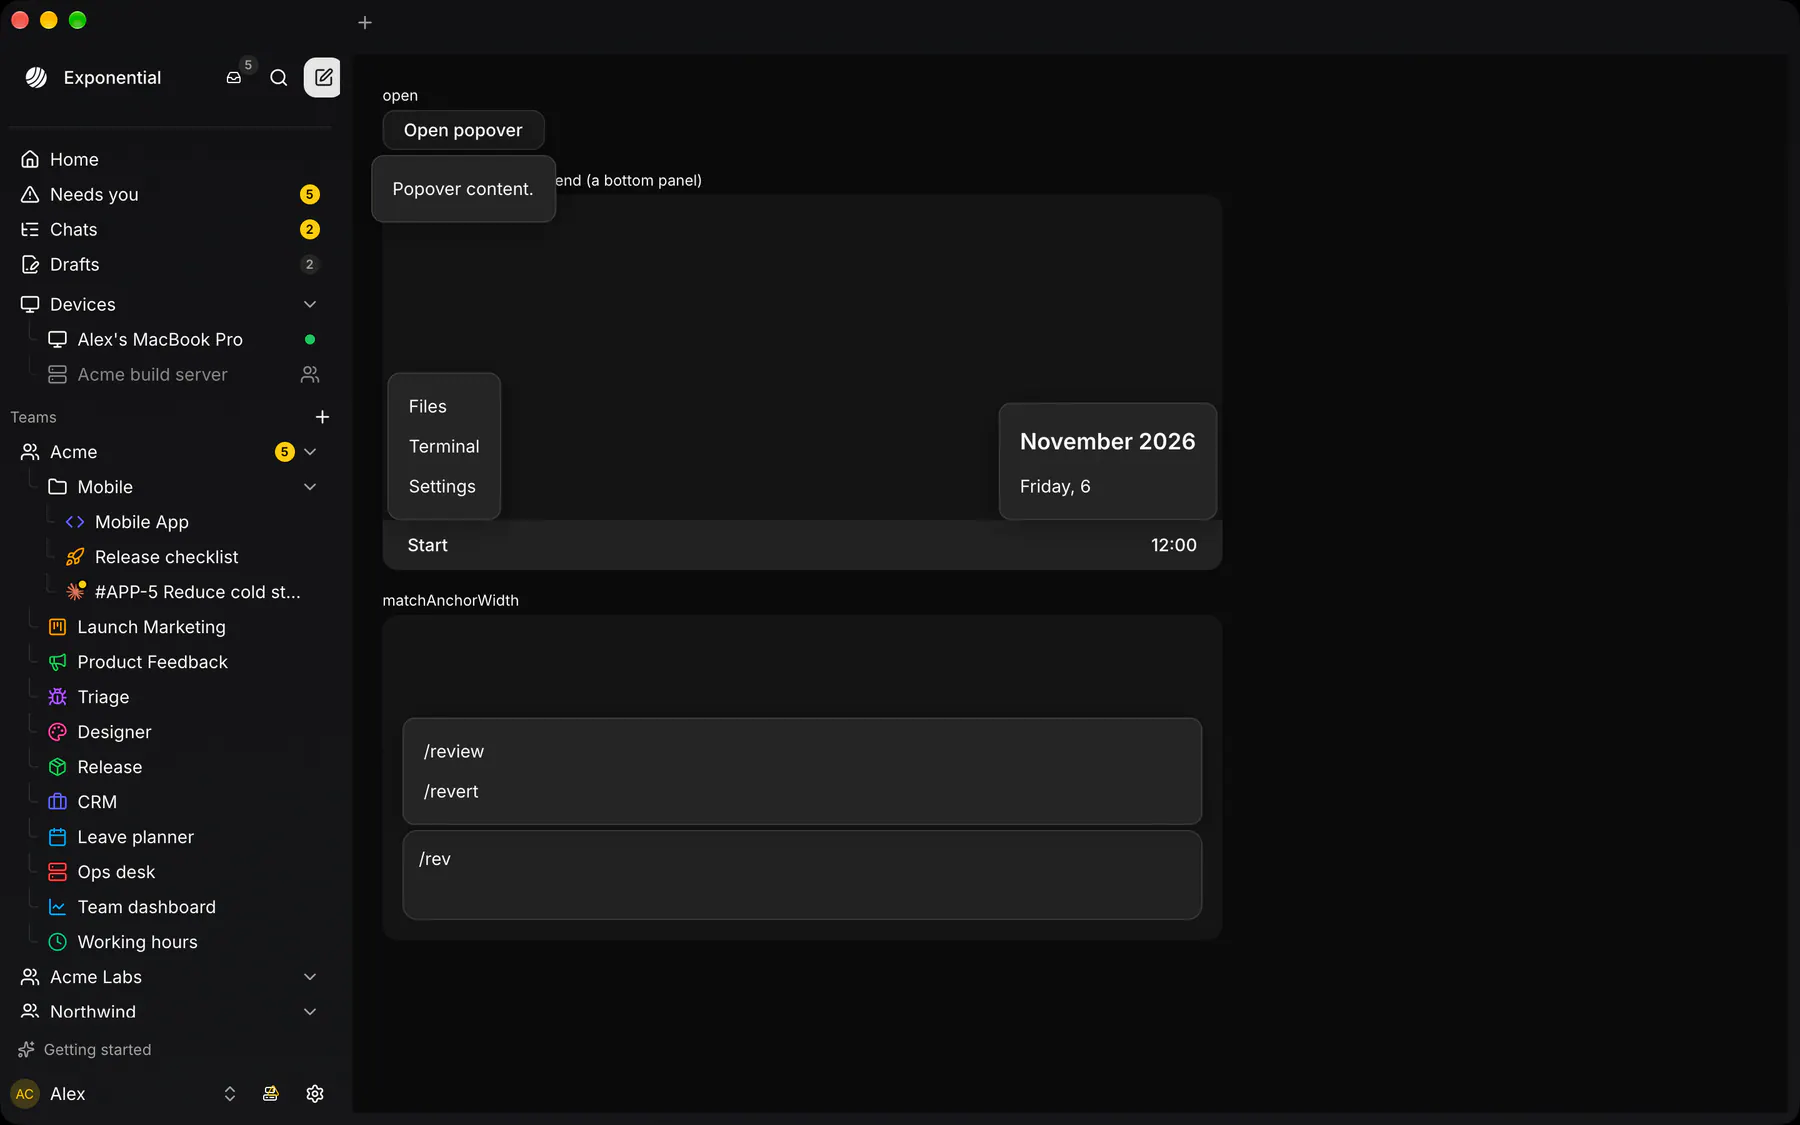 Exponential
5
Home
Needs you
5
Chats
2
Drafts
2
Devices
Alex's MacBook Pro
Acme build server
Teams
Acme
5
Mobile
Mobile App
Release checklist
#APP-5 Reduce cold st...
Launch Marketing
Product Feedback
Triage
Designer
Release
CRM
Leave planner
Ops desk
Team dashboard
Working hours
Acme Labs
Northwind
Getting started
AC
Alex
open
Open popover
Popover content.
end (a bottom panel)
Files
Terminal
Settings
November 2026
Friday, 6
Start
12:00
matchAnchorWidth
/review
/revert
/rev